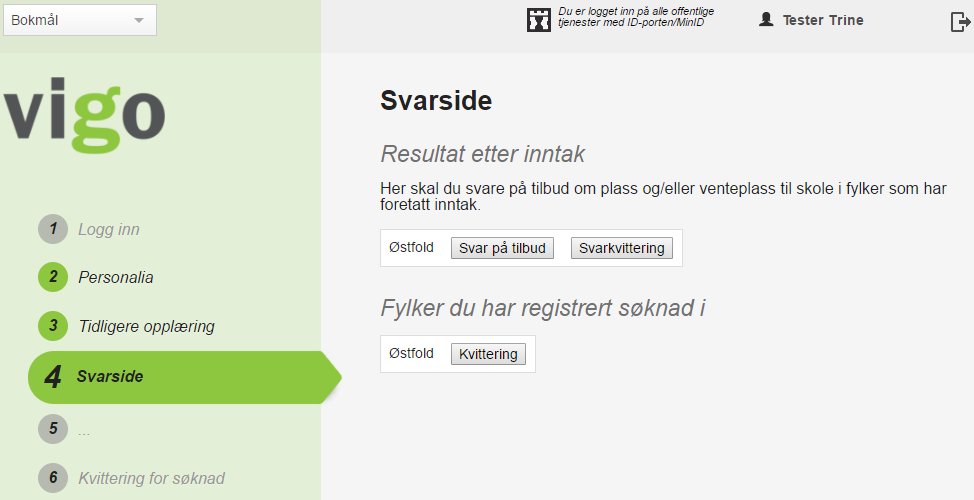 Bokmål
Du er logget inn på alle offentlige
tjenester med ID-porten/MinID
Tester Trine
vigo
1 Logg inn
2 Personalia
3 Tidligere opplæring
4 Svarside
5 ...
6 Kvittering for søknad
Svarside
Resultat etter inntak
Her skal du svare på tilbud om plass og/eller venteplass til skole i fylker som har
foretatt inntak.
Østfold Svar på tilbud Svarkvittering
Fylker du har registrert søknad i
Østfold Kvittering